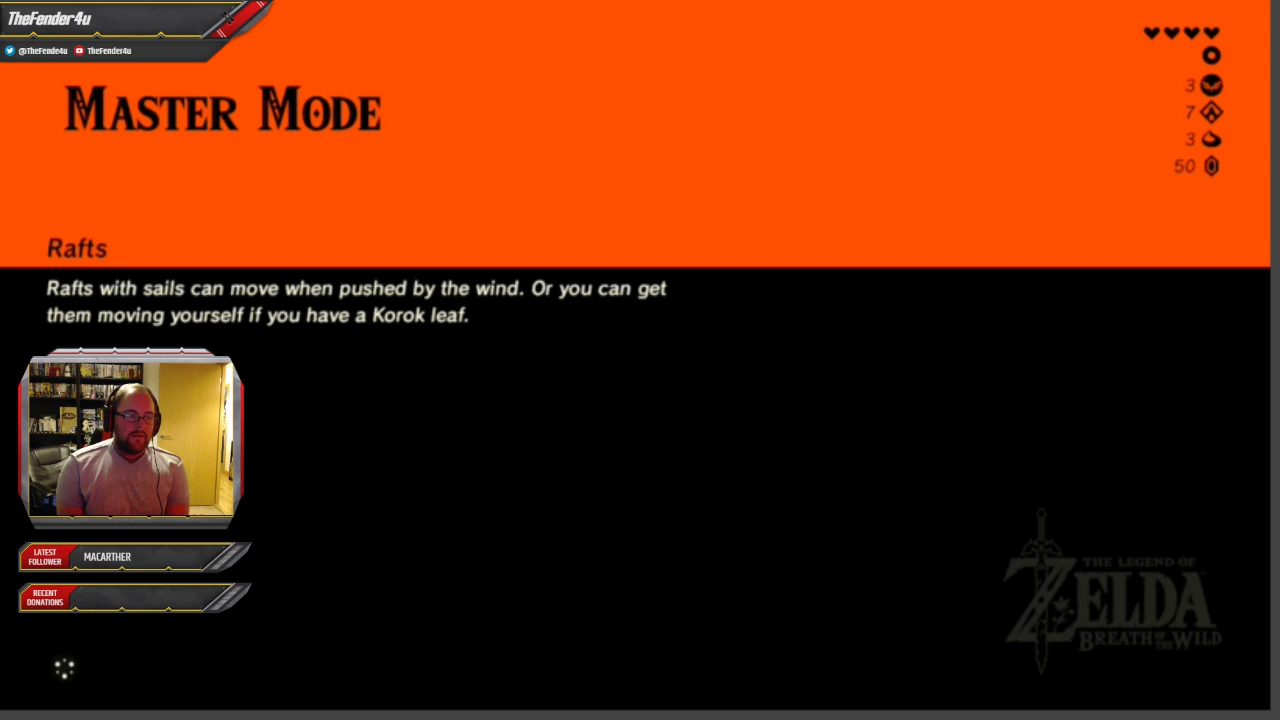 TheFender4u
@TheFende4u TheFender4u
MASTER MODE
3
7
3
50
Rafts
Rafts with sails can move when pushed by the wind. Or you can get
them moving yourself if you have a Korok leaf.
LATEST
FOLLOWER
MACARTHER
RECENT
DONATIONS
THE LEGEND OF
ZELDA
BREATH OF THE WILD